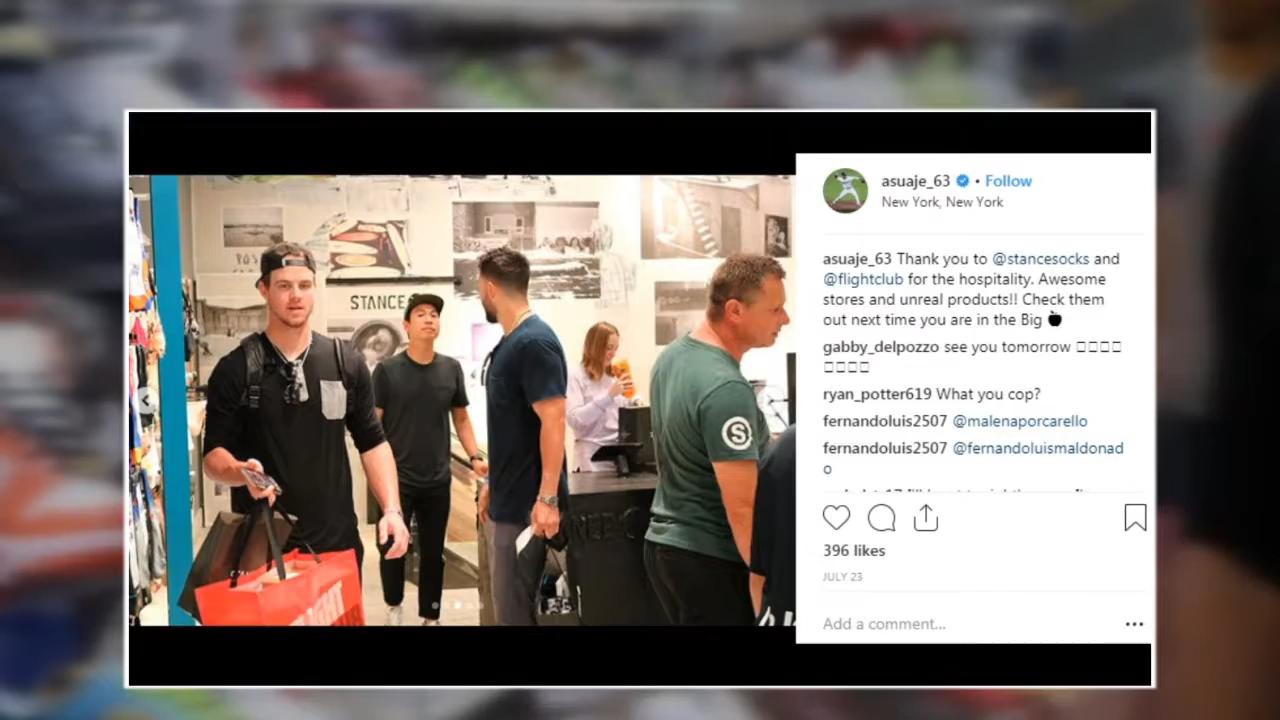 STANCE
S
asuaje_63 • Follow
New York, New York
asuaje_63 Thank you to @stancesocks and
@flightclub for the hospitality. Awesome
stores and unreal products!! Check them
out next time you are in the Big
gabby_delpozzo see you tomorrow
ryan_potter619 What you cop?
fernandoluis2507 @malenaporcarello
fernandoluis2507 @fernandoluismaldonad
o
396 likes
JULY 23
Add a comment...